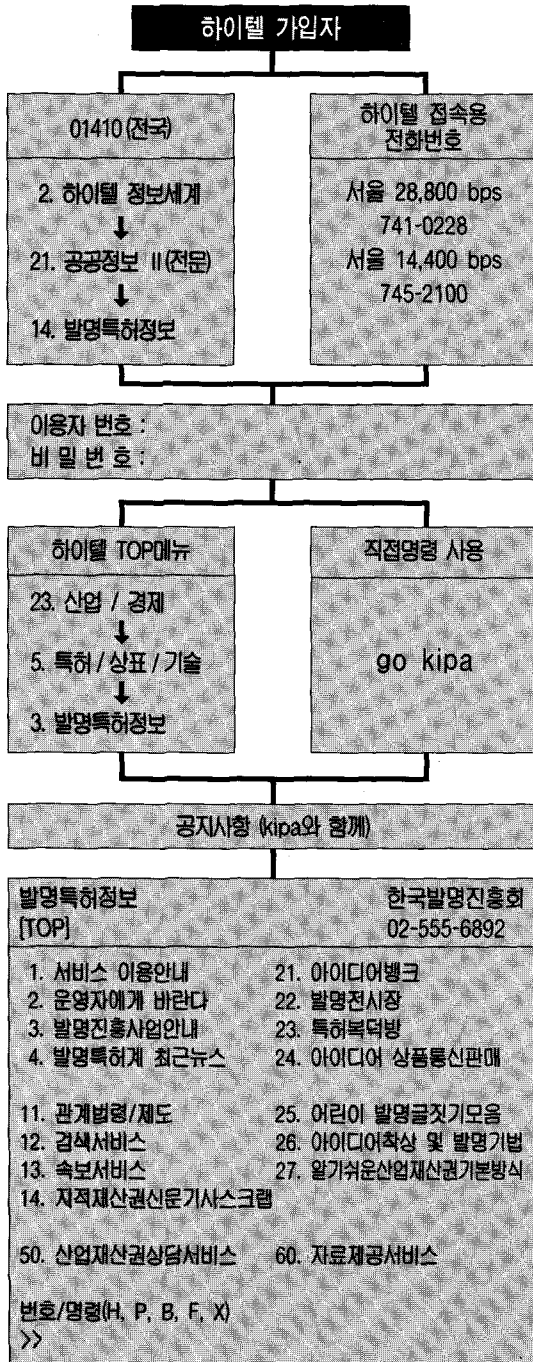 하이텔 가입자
01410(전국)
2. 하이텔 정보세계
↓
21. 공공정보 II(전문)
↓
14. 발명특허정보
하이텔 접속용
전화번호
서울 28,800 bps
741-0228
서울 14,400 bps
745-2100
이용자 번호 :
비 밀 번 호 :
하이텔 TOP메뉴
23. 산업 / 경제
↓
5. 특허 / 상표 / 기술
↓
3. 발명특허정보
직접명령 사용
go kipa
공지사항 (kipa와 함께)
발명특허정보 한국발명진흥회
[TOP] 02-555-6892
1. 서비스 이용안내 21. 아이디어뱅크
2. 운영자에게 바란다 22. 발명전시장
3. 발명진흥사업안내 23. 특허복덕방
4. 발명특허계 최근뉴스 24. 아이디어 상품통신판매
11. 관계법령/제도 25. 어린이 발명글짓기모음
12. 검색서비스 26. 아이디어착상 및 발명기법
13. 속보서비스 27. 알기쉬운산업재산권기본방식
14. 지적재산권신문기사스크랩
50. 산업재산권상담서비스 60. 자료제공서비스
번호/명령(H, P, B, F, X)
>>